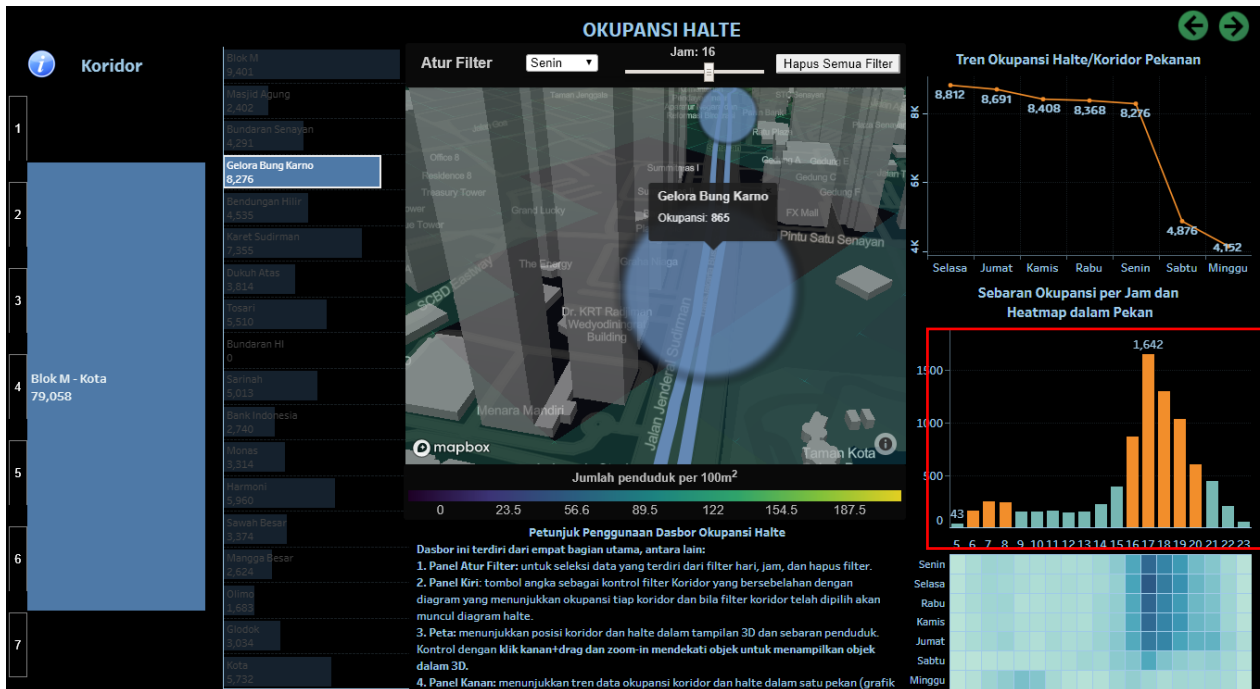 OKUPANSI HALTE
Koridor
1
2
3
4
5
6
7
Blok M - Kota
79,058
Blok M
9,401
Masjid Agung
2,402
Bundaran Senayan
4,291
Gelora Bung Karno
8,276
Bendungan Hilir
4,535
Karet Sudirman
7,355
Dukuh Atas
3,814
Tosari
5,510
Bundaran HI
0
Sarinah
5,013
Bank Indonesia
2,740
Monas
3,314
Harmoni
5,960
Sawah Besar
3,374
Mangga Besar
2,624
Olimo
1,683
Glodok
3,034
Kota
5,732
Atur Filter
Senin
Jam: 16
Hapus Semua Filter
Taman Jenggala
Office 8
Residence 8
Treasury Tower
Grand Lucky
The Energy
SCBD Eastway
Dr. KRT Radjiman
Wedyodiningrat
Building
Menara Mandiri
Summitmas I
Ratu Plaza
Gedung A
Gedung E
Gedung C
Gedung F
FX Mall
Pintu Satu Senayan
Jalan Jenderal Sudirman
Taman Kota
Gelora Bung Karno
Okupansi: 865
mapbox
Jumlah penduduk per 100m²
0 23.5 56.6 89.5 122 154.5 187.5
Petunjuk Penggunaan Dasbor Okupansi Halte
Dasbor ini terdiri dari empat bagian utama, antara lain:
1. Panel Atur Filter: untuk seleksi data yang terdiri dari filter hari, jam, dan hapus filter.
2. Panel Kiri: tombol angka sebagai kontrol filter Koridor yang bersebelahan dengan
diagram yang menunjukkan okupansi tiap koridor dan bila filter koridor telah dipilih akan
muncul diagram halte.
3. Peta: menunjukkan posisi koridor dan halte dalam tampilan 3D dan sebaran penduduk.
Kontrol dengan klik kanan+drag dan zoom-in mendekati objek untuk menampilkan objek
dalam 3D.
4. Panel Kanan: menunjukkan tren data okupansi koridor dan halte dalam satu pekan (grafik
Tren Okupansi Halte/Koridor Pekanan
8K
6K
4K
8,812
8,691
8,408
8,368
8,276
4,876
4,152
Selasa Jumat Kamis Rabu Senin Sabtu Minggu
Sebaran Okupansi per Jam dan
Heatmap dalam Pekan
1,642
1500
1000
500
0
43
5 6 7 8 9 10 11 12 13 14 15 16 17 18 19 20 21 22 23
Senin
Selasa
Rabu
Kamis
Jumat
Sabtu
Minggu